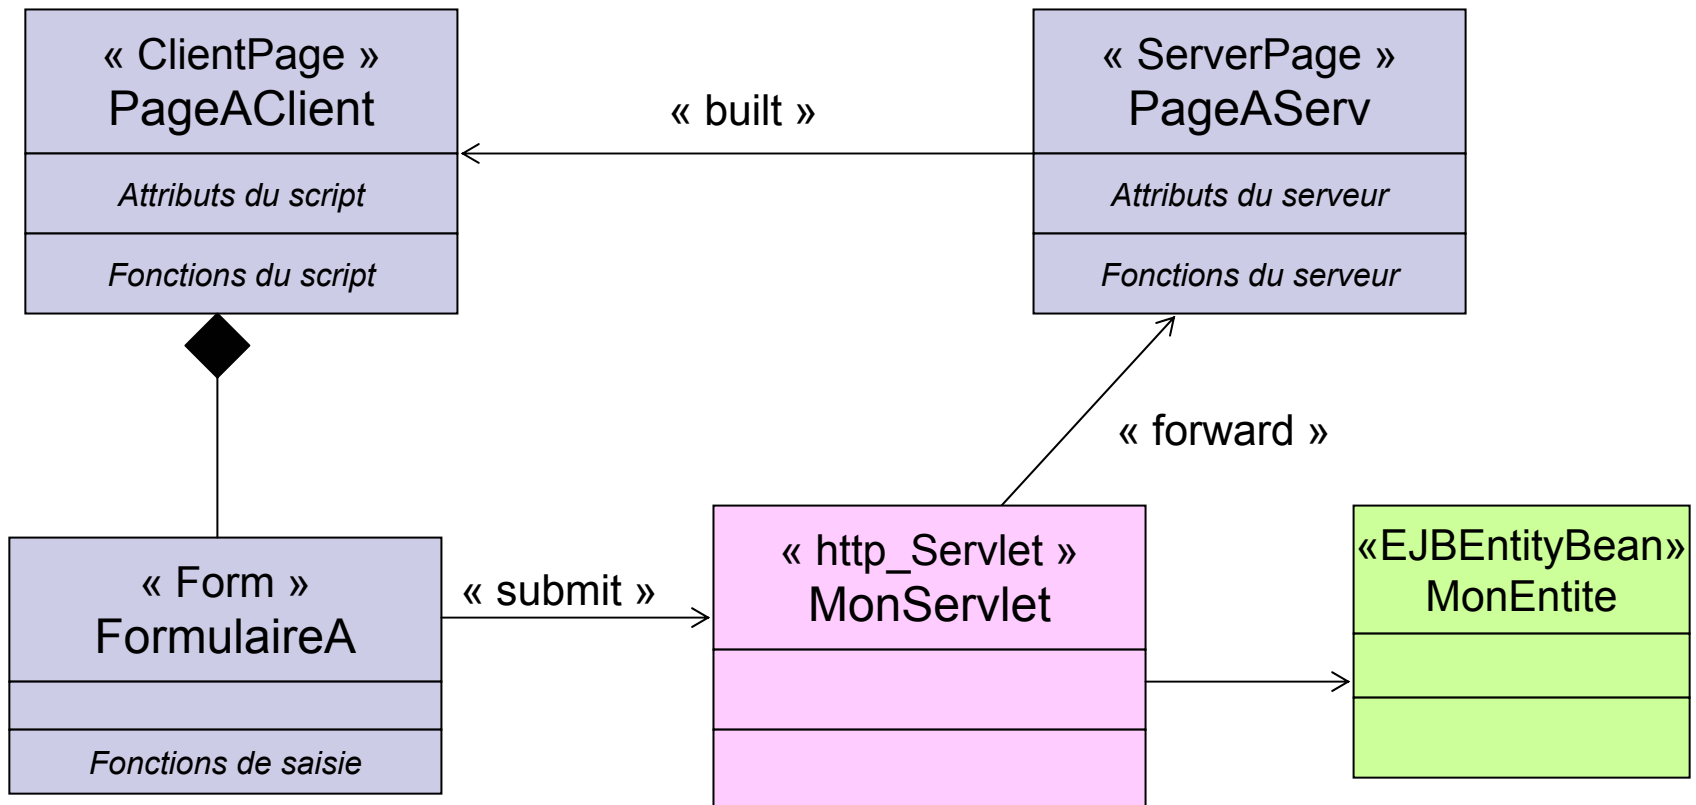 « ClientPage »
PageAClient
Attributs du script
Fonctions du script
« built »
« ServerPage »
PageAServ
Attributs du serveur
Fonctions du serveur
« forward »
« Form »
FormulaireA
Fonctions de saisie
« submit »
« http_Servlet »
MonServlet
«EJBEntityBean»
MonEntite